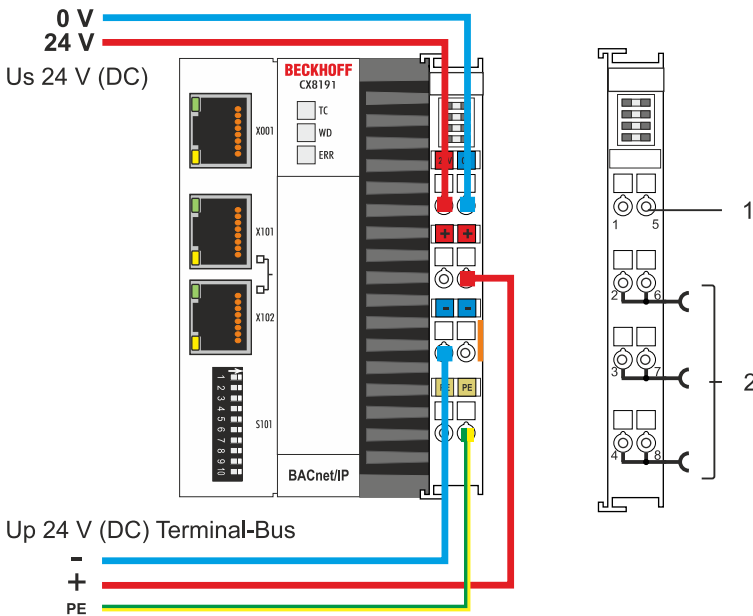 0 V
24 V
Us 24 V (DC)
BECKHOFF
CX8191
TC
WD
ERR
X001
X101
X102
1 2 3 4 5 6 7 8 9 10
S101
BACnet/IP
+ +
- -
PE
1 5
2 6
3 7
4 8
1
2
Up 24 V (DC) Terminal-Bus
-
+
PE